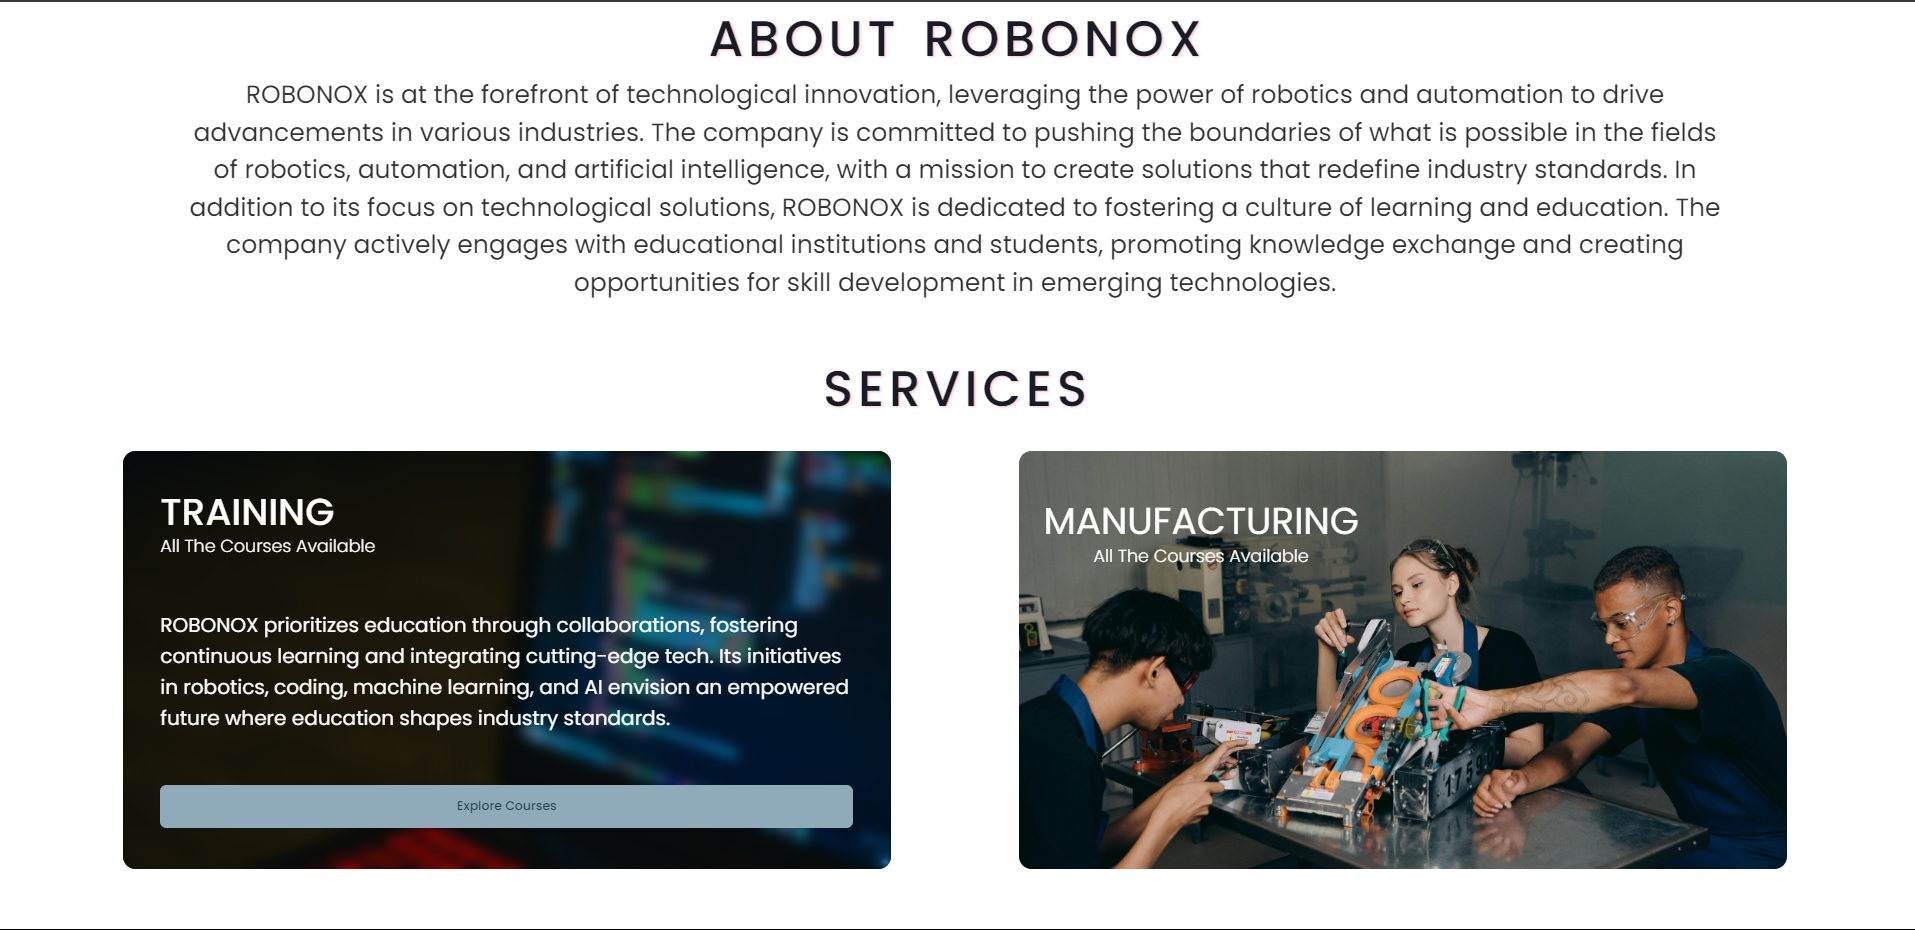 ABOUT ROBONOX
ROBONOX is at the forefront of technological innovation, leveraging the power of robotics and automation to drive
advancements in various industries. The company is committed to pushing the boundaries of what is possible in the fields
of robotics, automation, and artificial intelligence, with a mission to create solutions that redefine industry standards. In
addition to its focus on technological solutions, ROBONOX is dedicated to fostering a culture of learning and education. The
company actively engages with educational institutions and students, promoting knowledge exchange and creating
opportunities for skill development in emerging technologies.
SERVICES
TRAINING
All The Courses Available
ROBONOX prioritizes education through collaborations, fostering
continuous learning and integrating cutting-edge tech. Its initiatives
in robotics, coding, machine learning, and AI envision an empowered
future where education shapes industry standards.
Explore Courses
MANUFACTURING
All The Courses Available